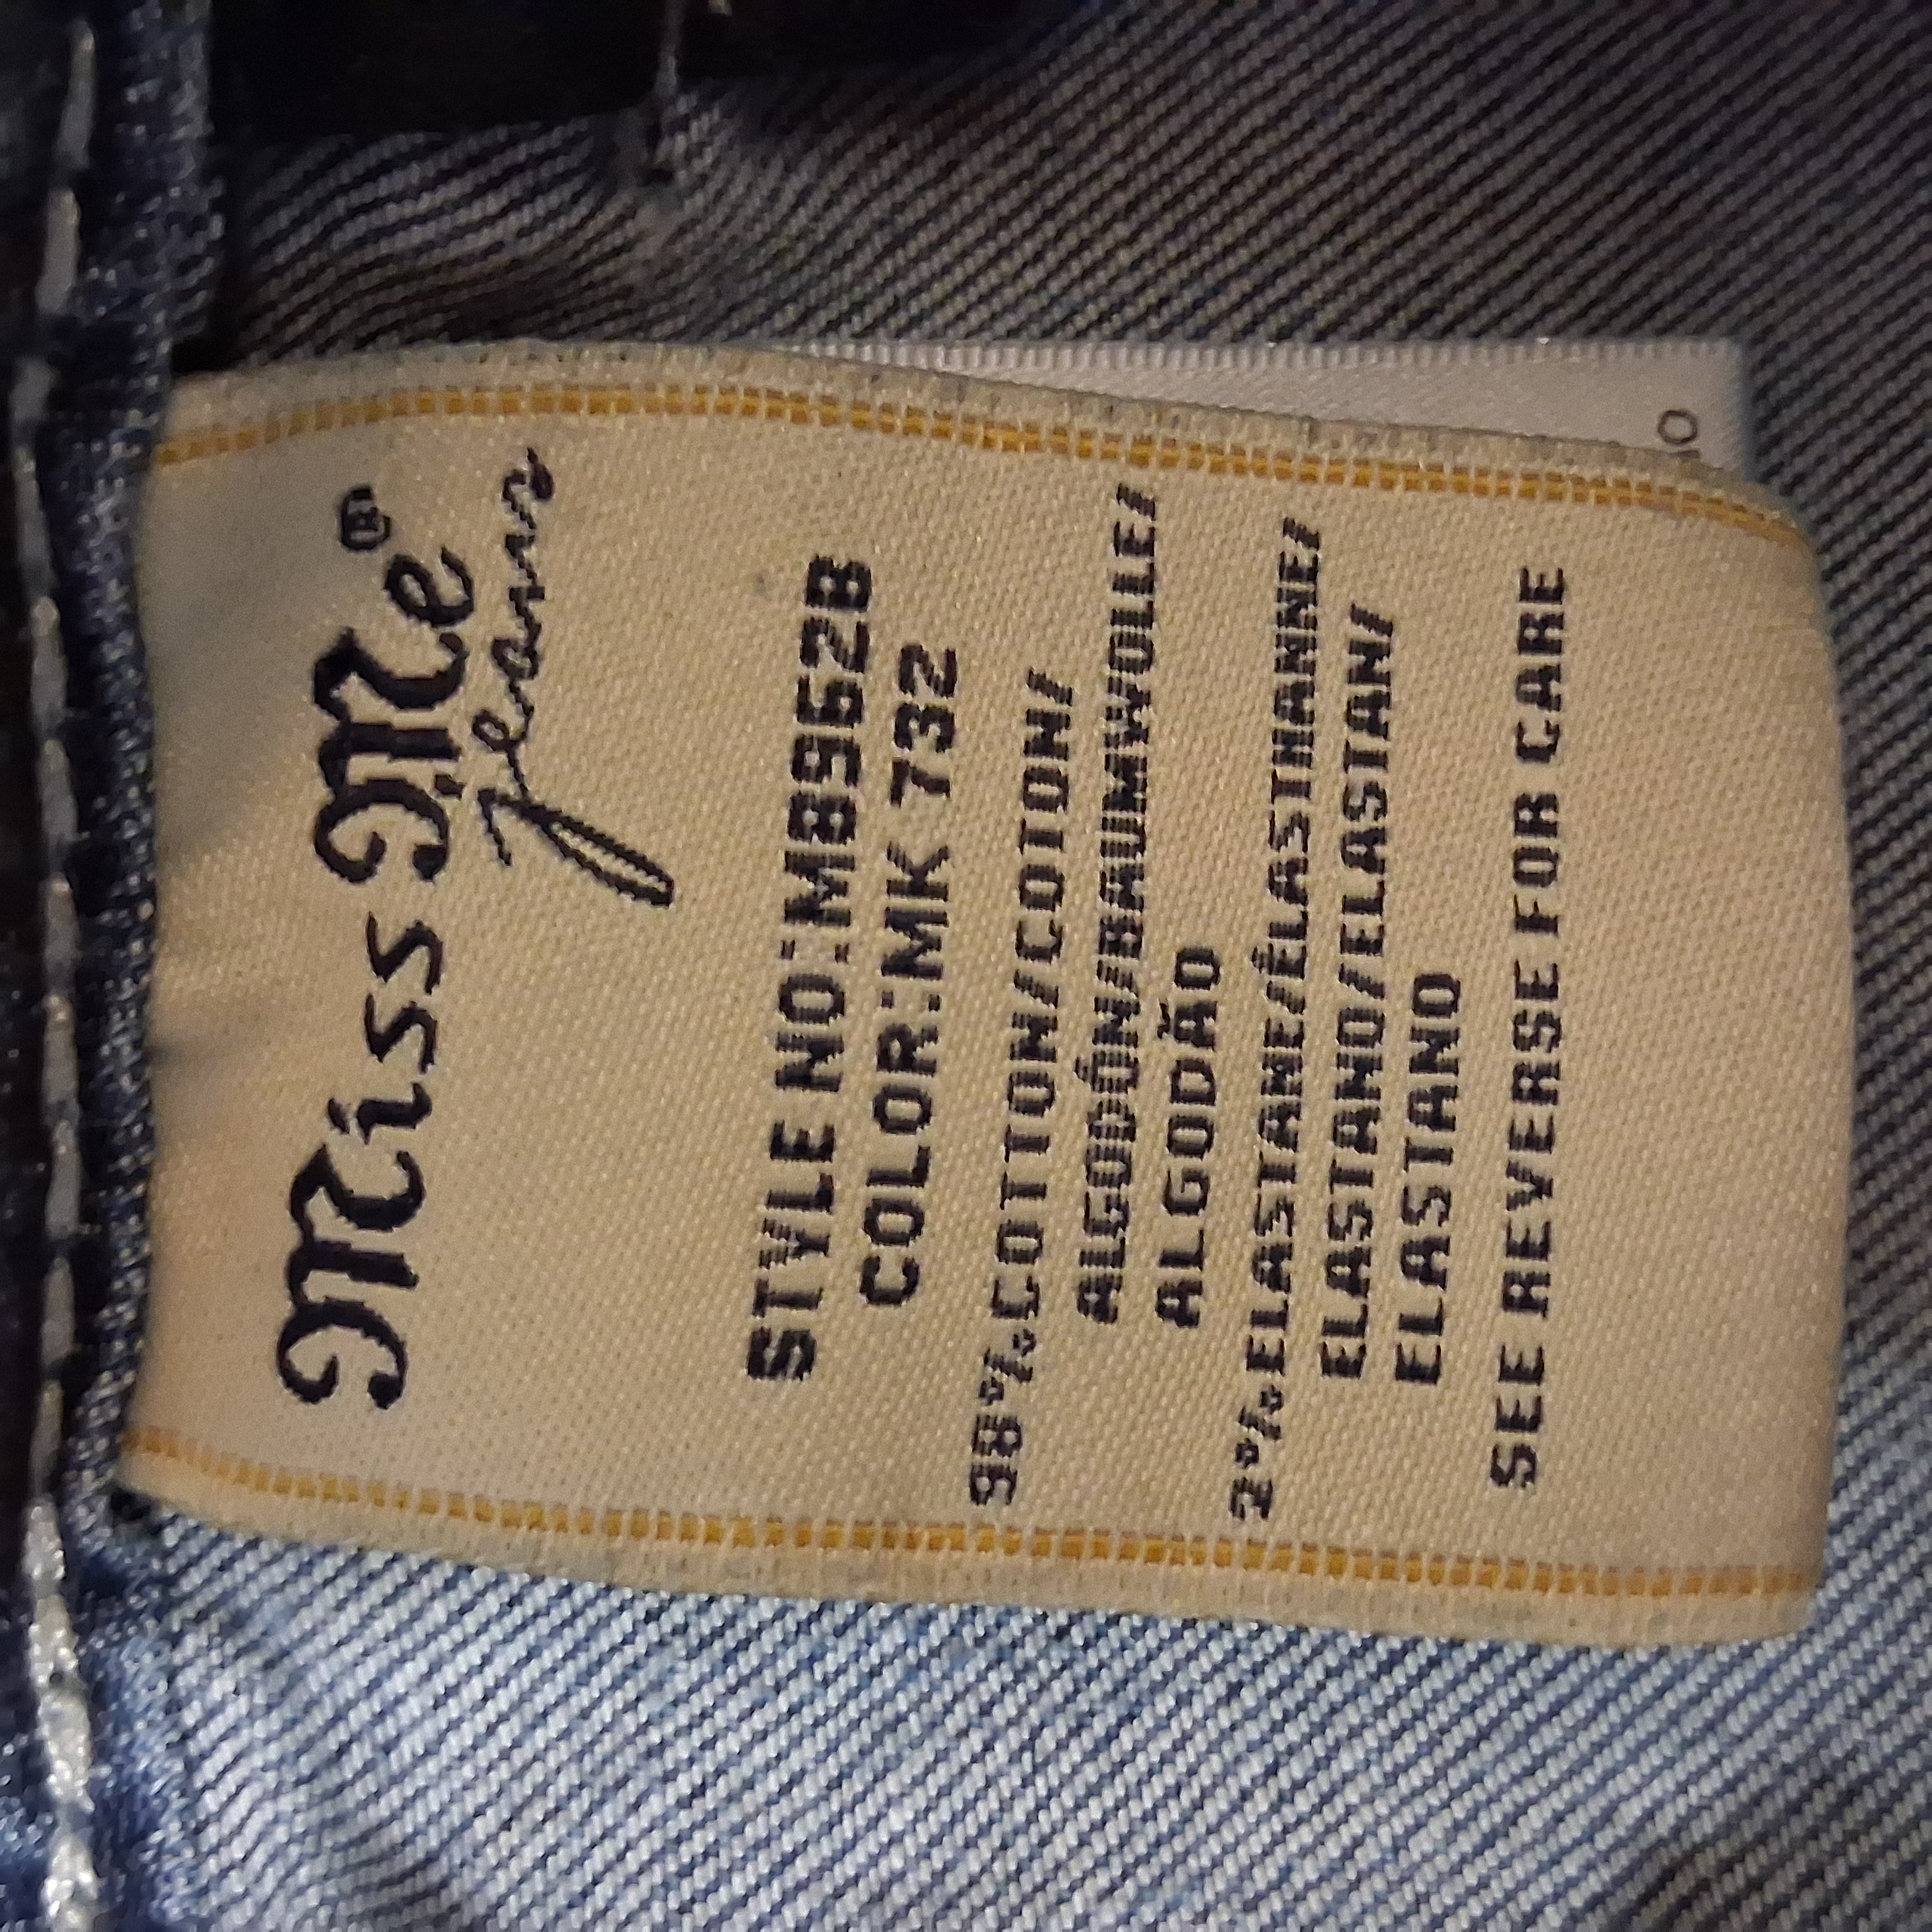 Miss Me®
Jeans
STYLE NO:M8962B
COLOR:MK 732
98%COTTON/COTON/
ALGODÓN/BAUMWOLLE/
ALGODÃO
2%ELASTANE/ÉLASTHANNE/
ELASTANO/ELASTAN/
ELASTANO
SEE REVERSE FOR CARE